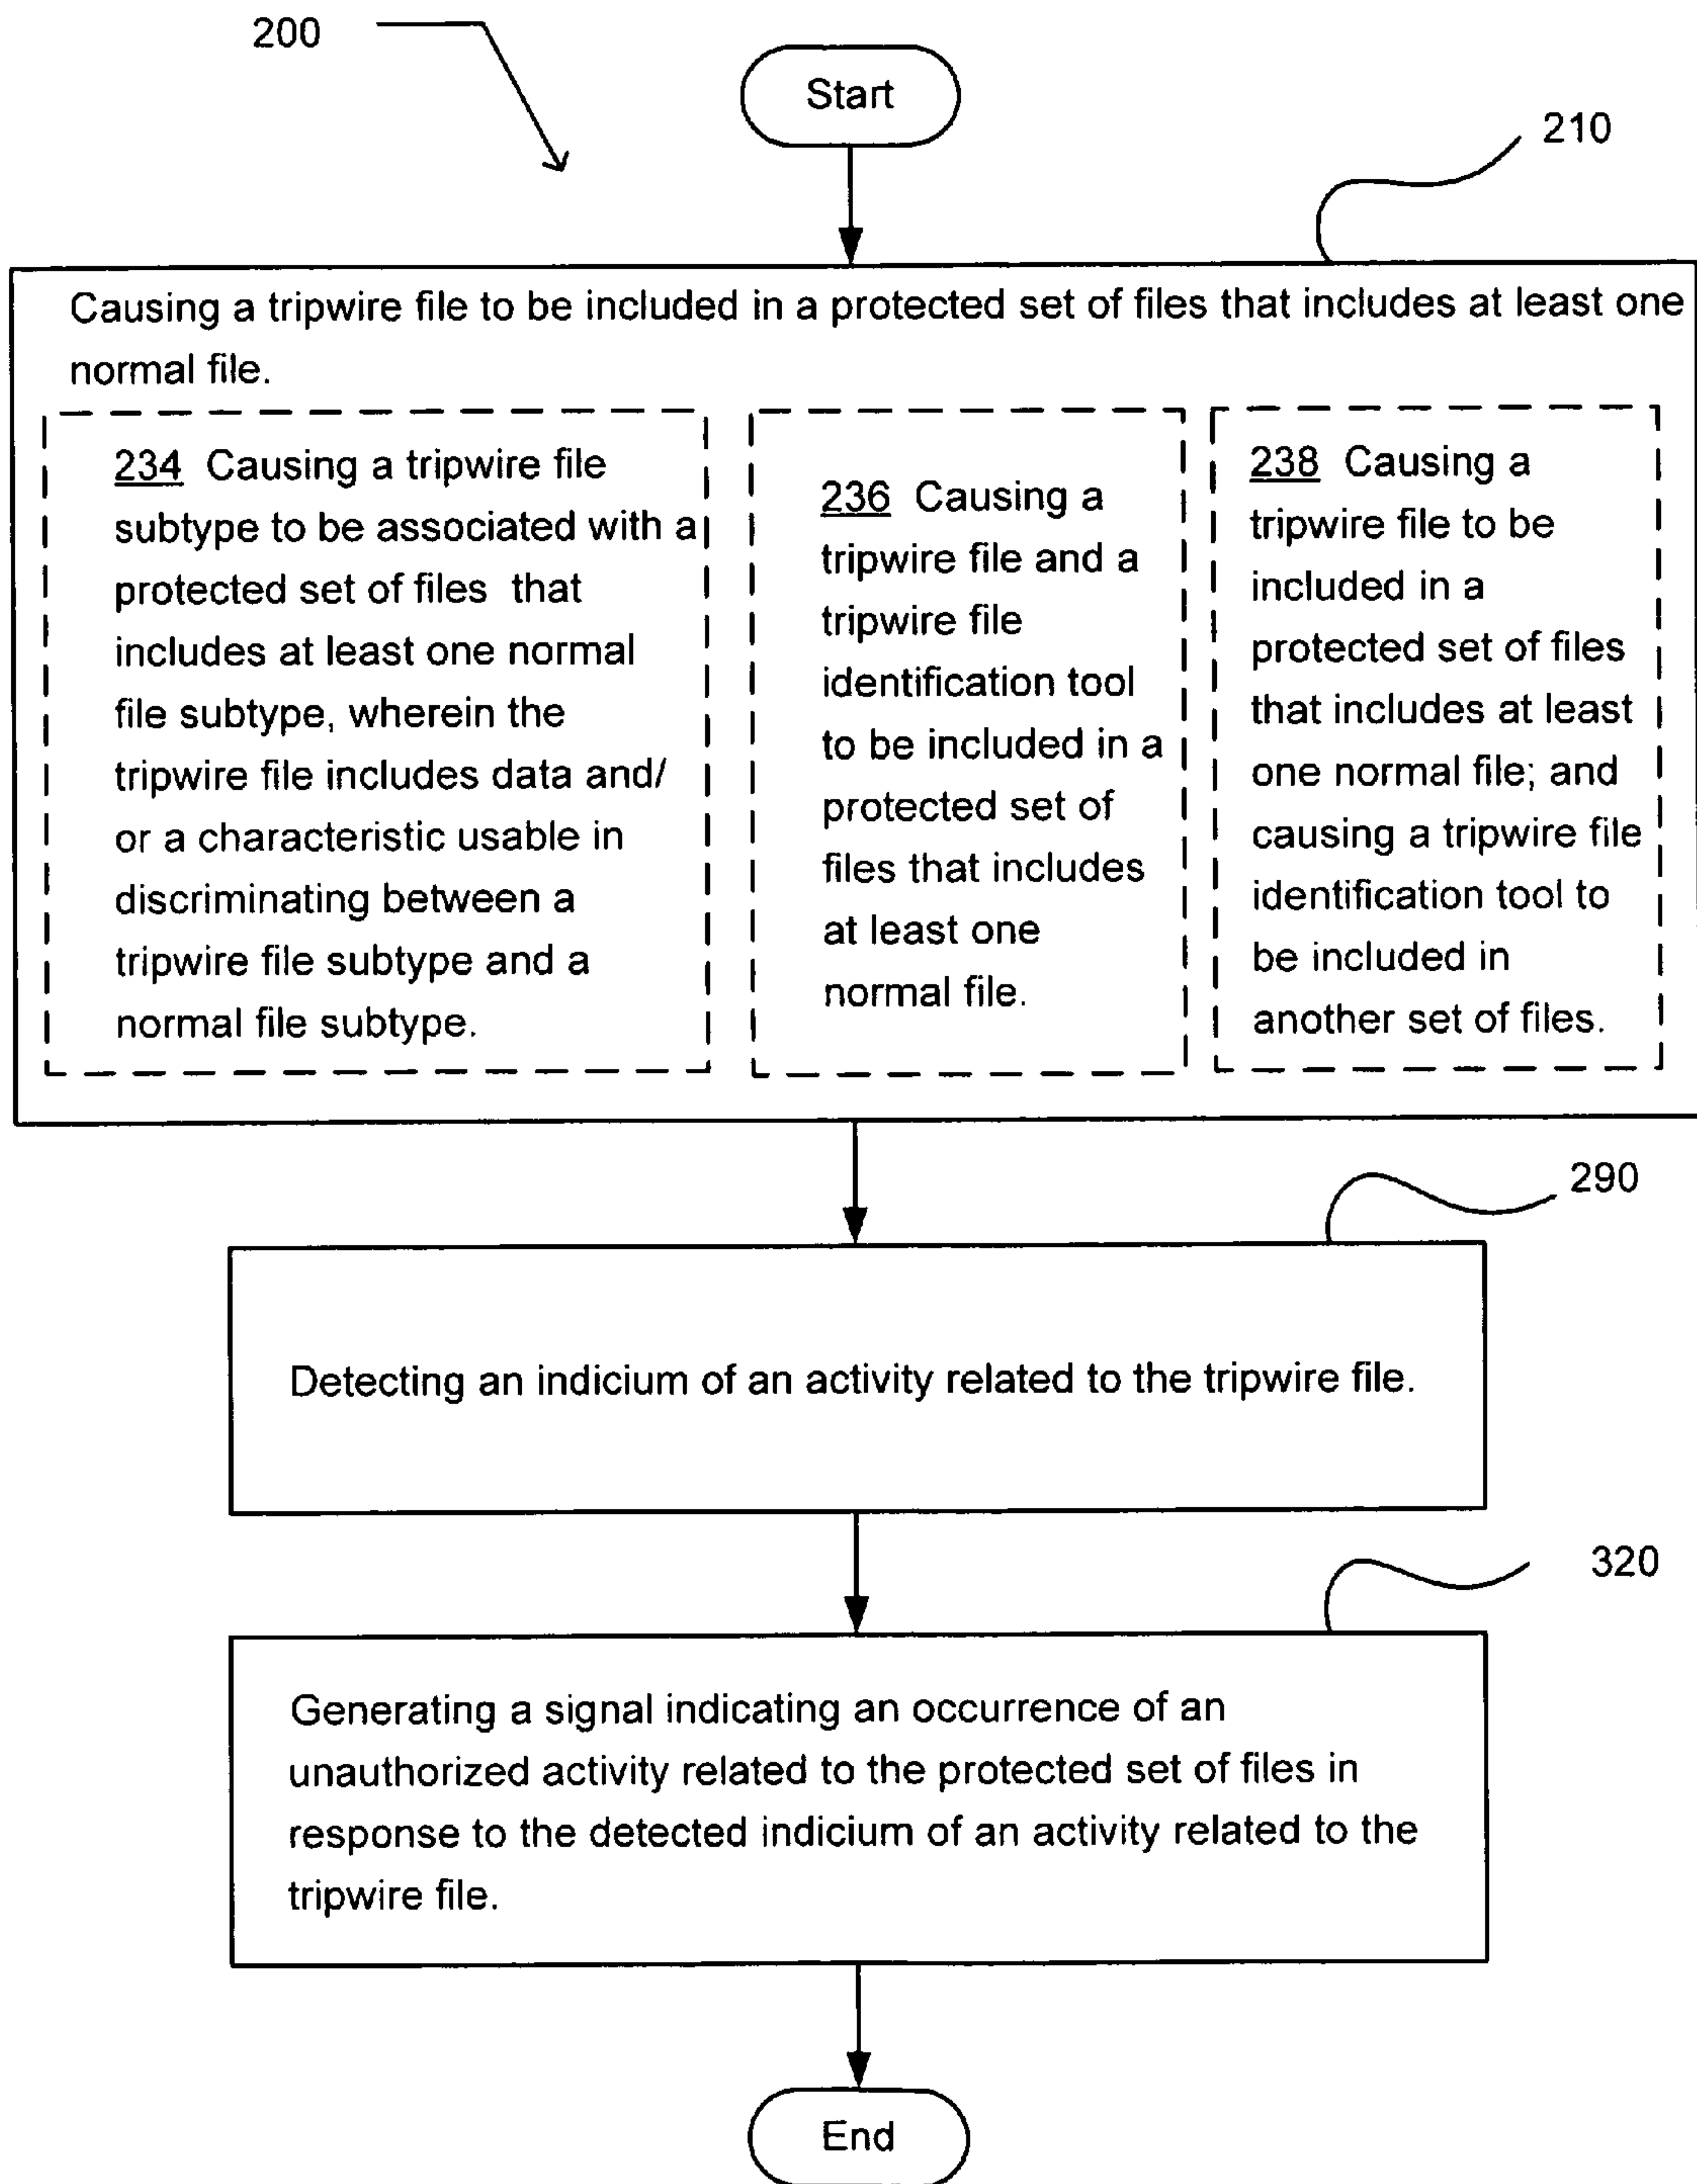 200
Start
210
Causing a tripwire file to be included in a protected set of files that includes at least one
normal file.
234 Causing a tripwire file
subtype to be associated with a
protected set of files that
includes at least one normal
file subtype, wherein the
tripwire file includes data and/
or a characteristic usable in
discriminating between a
tripwire file subtype and a
normal file subtype.
236 Causing a
tripwire file and a
tripwire file
identification tool
to be included in a
protected set of
files that includes
at least one
normal file.
238 Causing a
tripwire file to be
included in a
protected set of files
that includes at least
one normal file; and
causing a tripwire file
identification tool to
be included in
another set of files.
290
Detecting an indicium of an activity related to the tripwire file.
320
Generating a signal indicating an occurrence of an
unauthorized activity related to the protected set of files in
response to the detected indicium of an activity related to the
tripwire file.
End